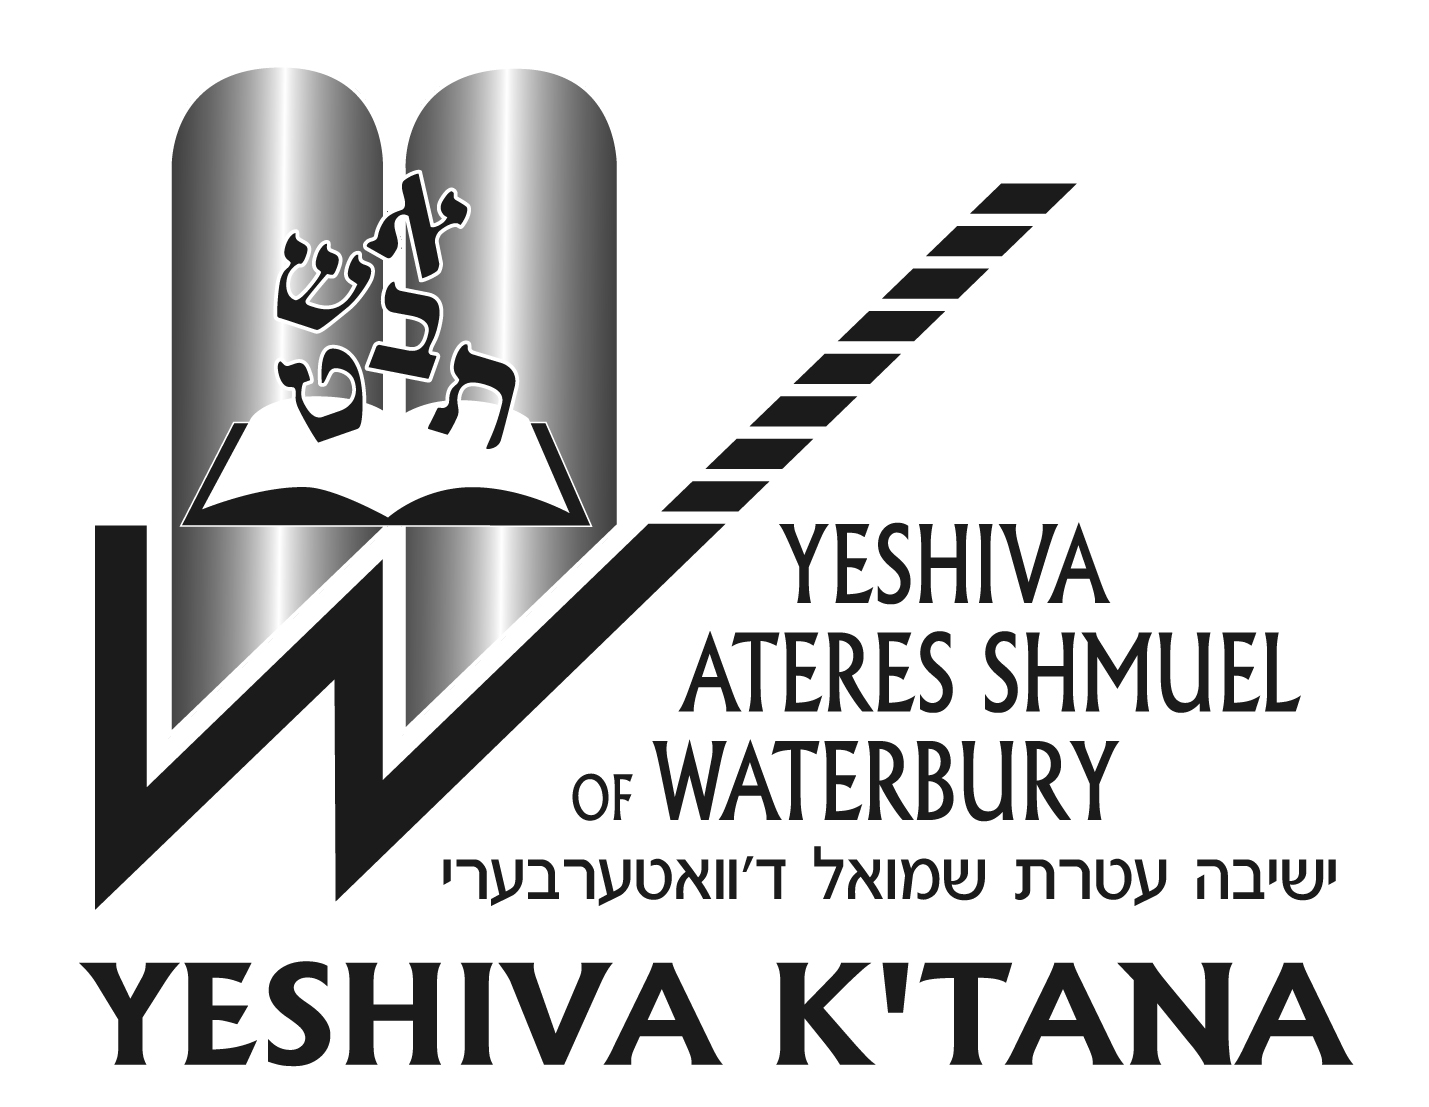 א
ש
נ
ט
ת
YESHIVA
ATERES SHMUEL
OF WATERBURY
ישיבה עטרת שמואל ד'וואטערבערי
YESHIVA K'TANA